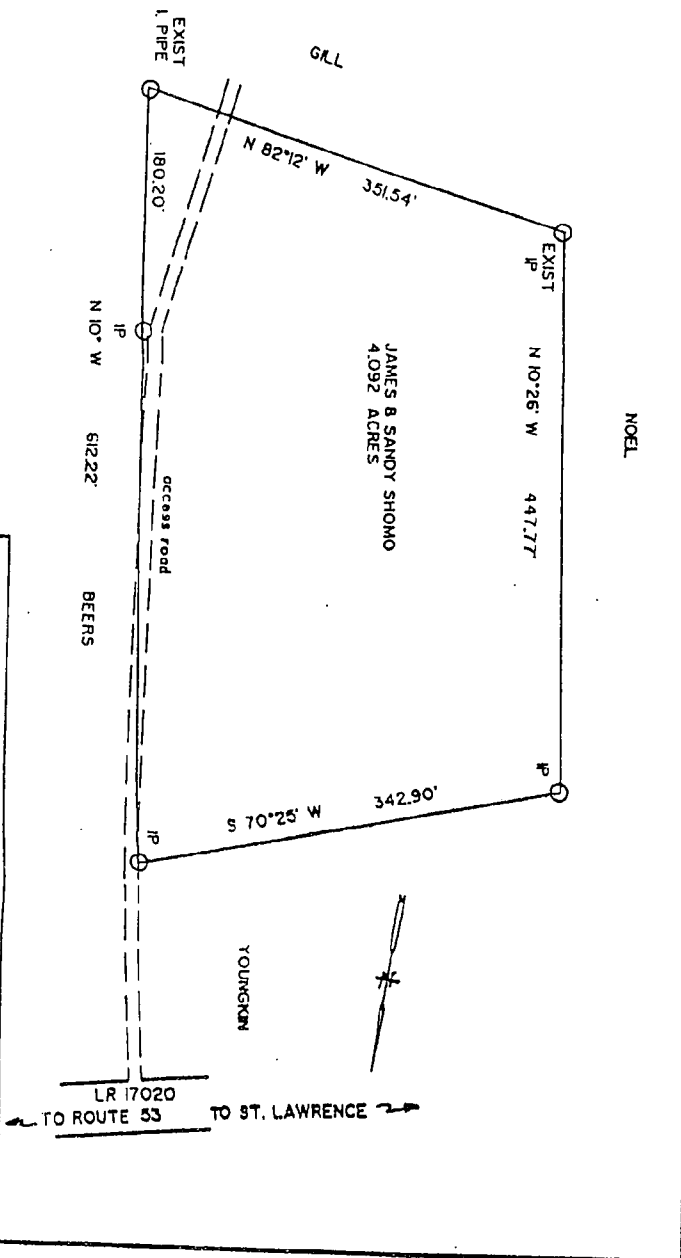 GILL
EXIST
I. PIPE
N 82°12' W 351.54'
180.20'
EXIST
IP
NOEL
N 10°26' W 447.77'
JAMES & SANDY SHOMO
4.092 ACRES
IP
N 10° W 612.22'
access road
BEERS
IP
S 70°25' W 342.90'
IP
YOUNGKIN
LR 17020
TO ROUTE 53 TO ST. LAWRENCE